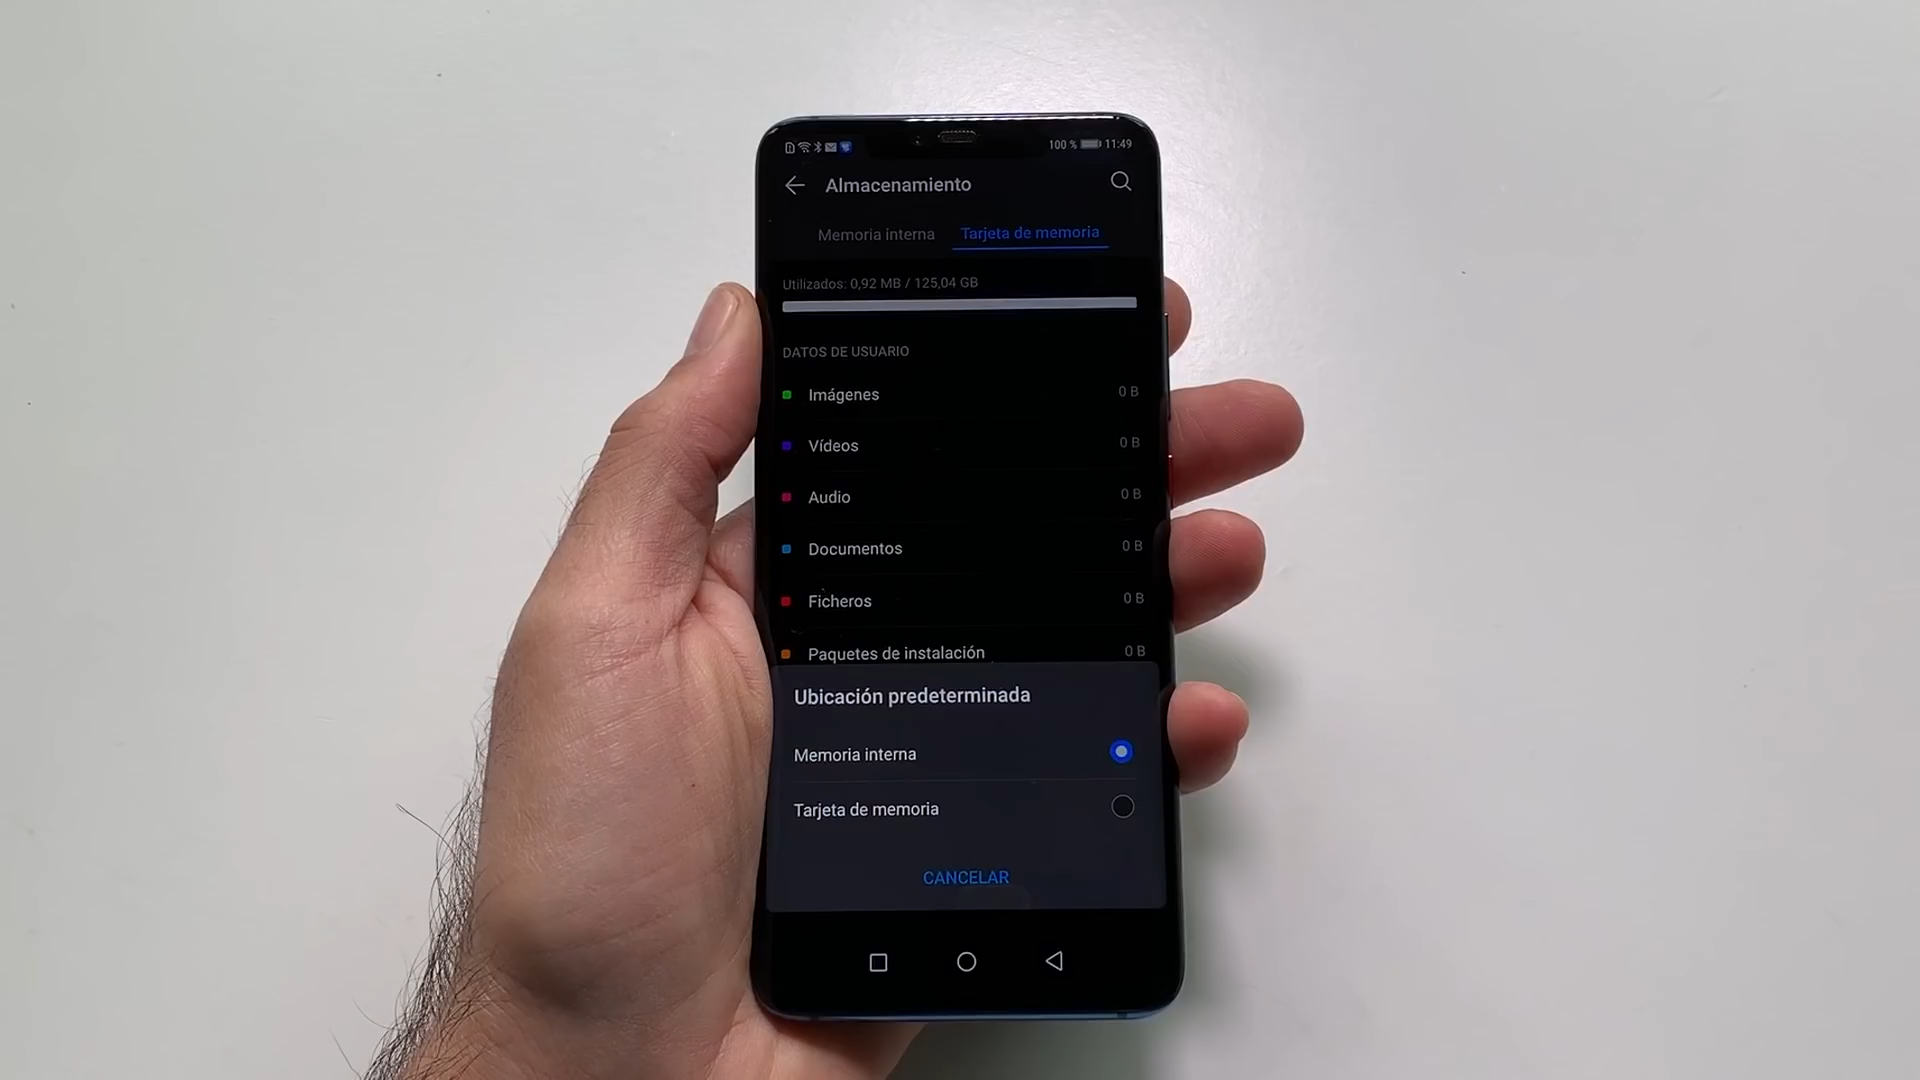 100 % 11:49
Almacenamiento
Memoria interna Tarjeta de memoria
Utilizados: 0,92 MB / 125,04 GB
DATOS DE USUARIO
Imágenes 0 B
Vídeos 0 B
Audio 0 B
Documentos 0 B
Ficheros 0 B
Paquetes de instalación 0 B
Ubicación predeterminada
Memoria interna
Tarjeta de memoria
CANCELAR